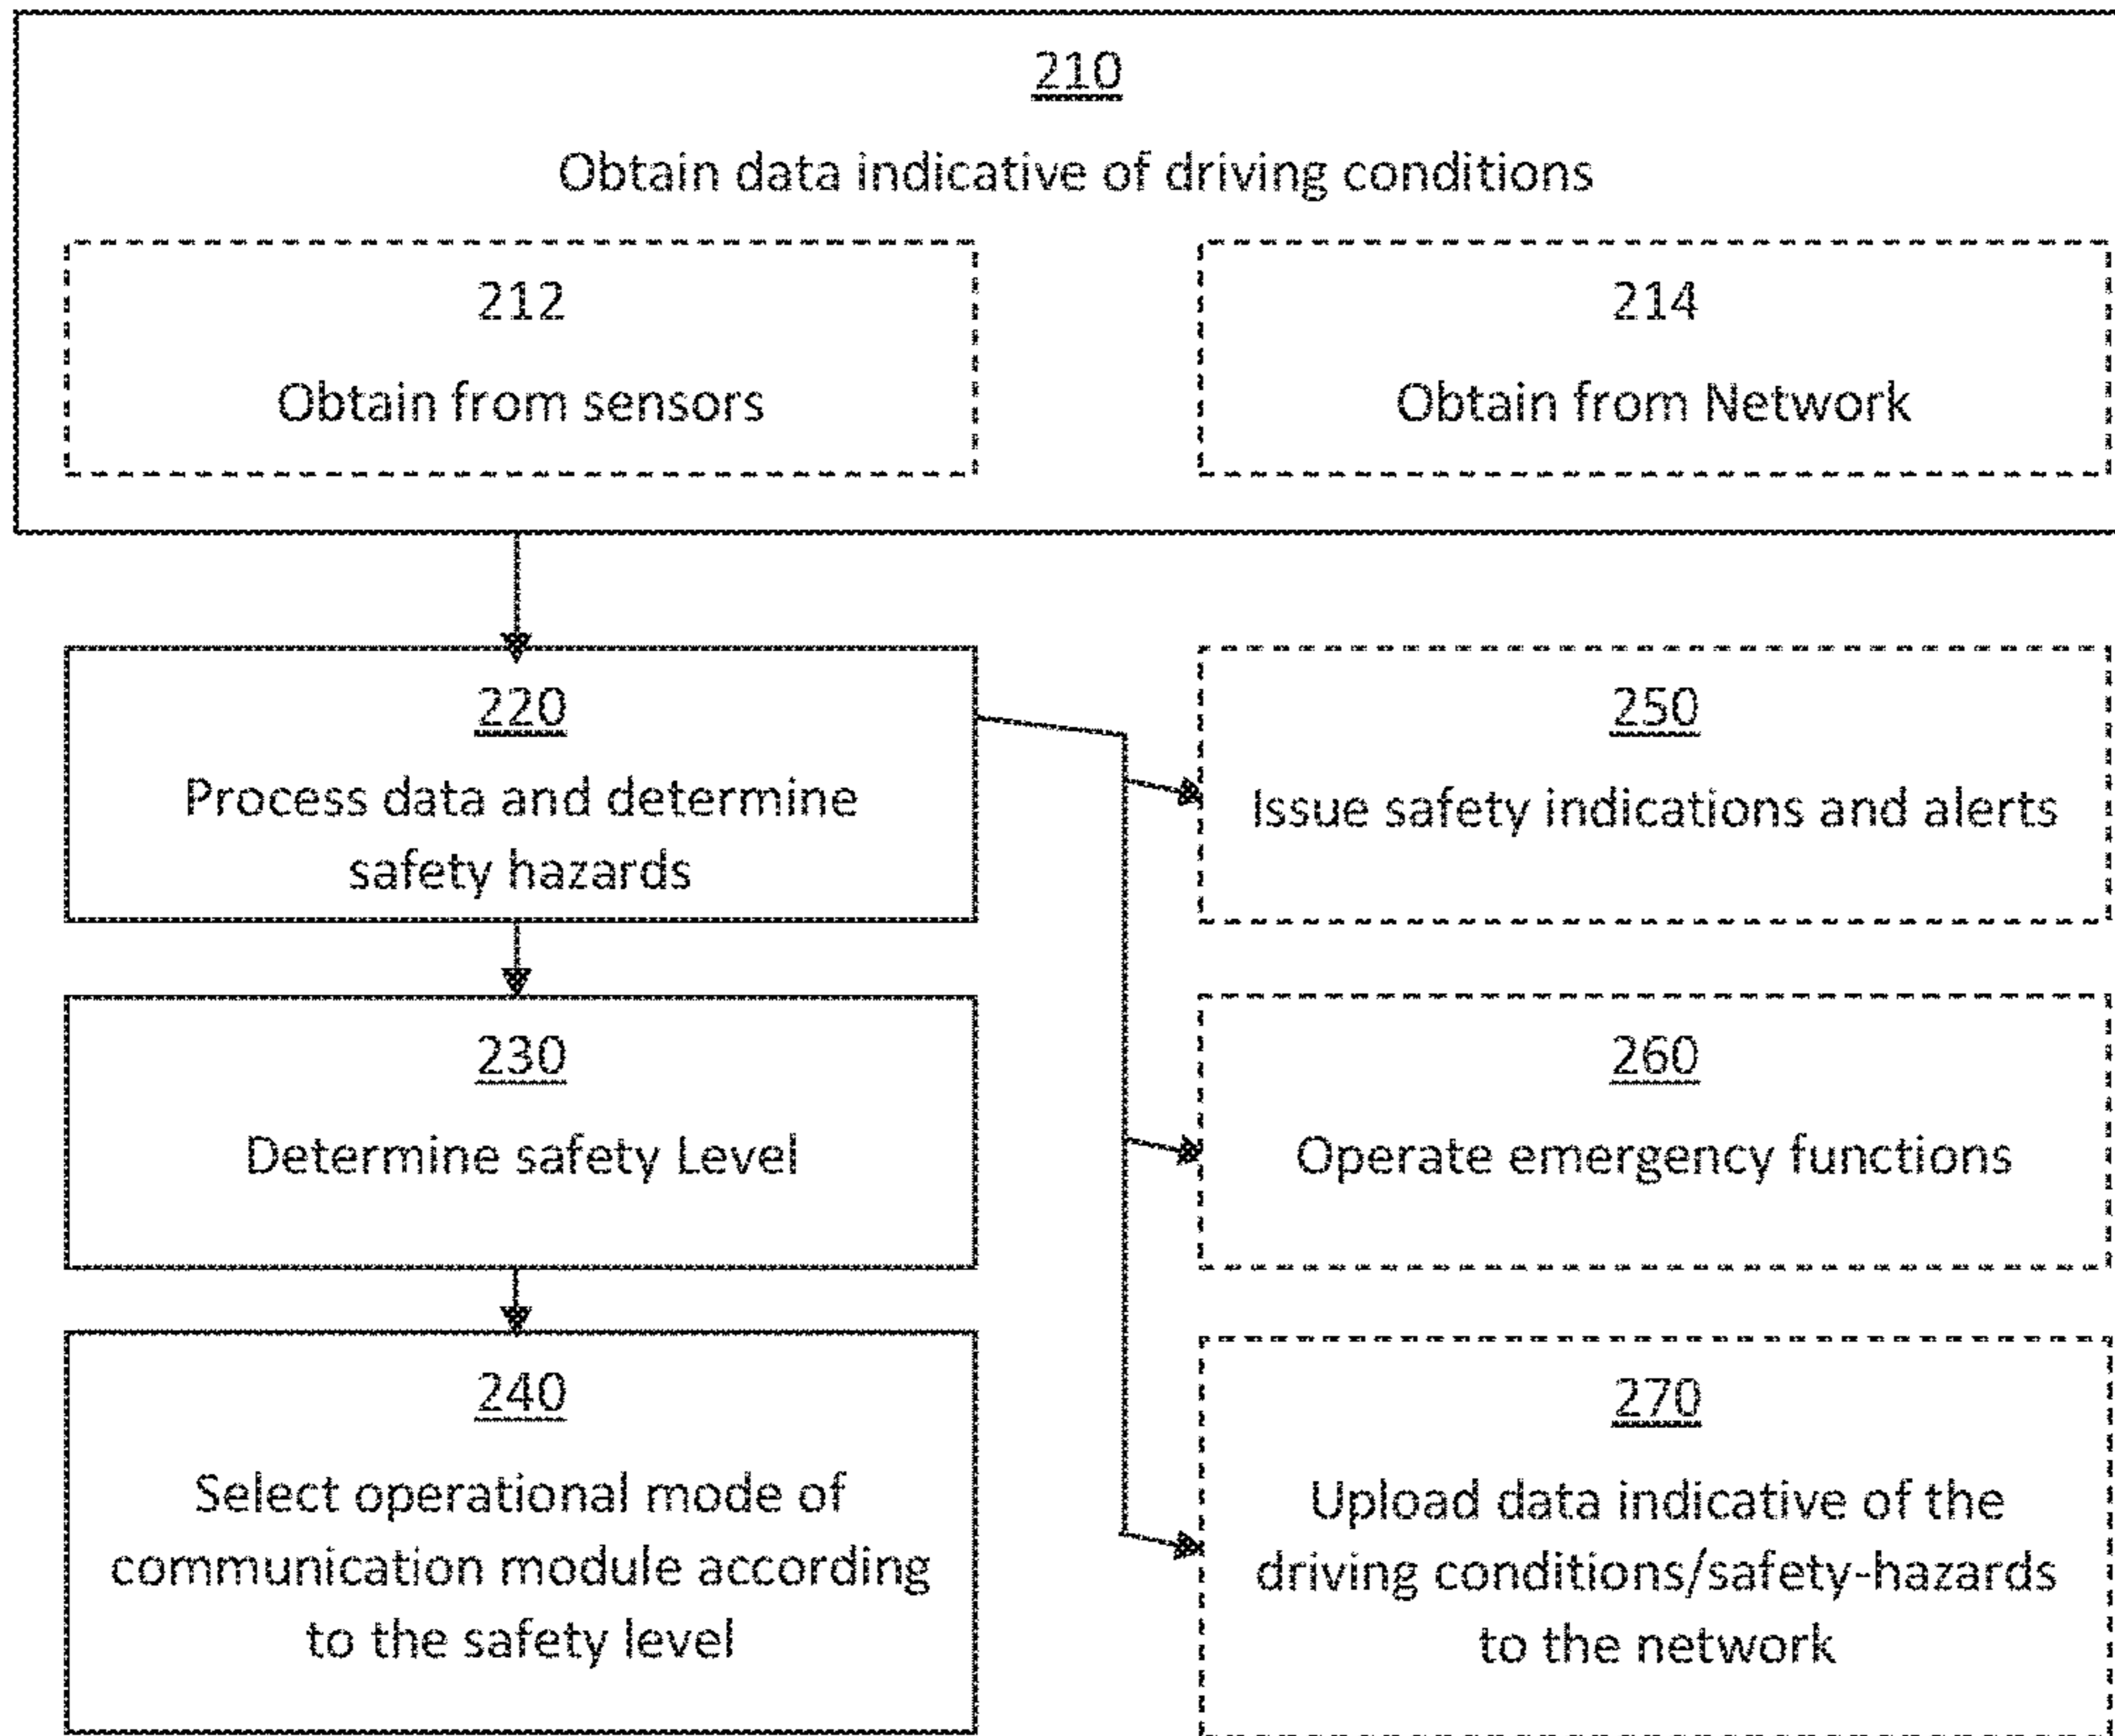 210
Obtain data indicative of driving conditions
212
Obtain from sensors
214
Obtain from Network
220
Process data and determine
safety hazards
230
Determine safety Level
240
Select operational mode of
communication module according
to the safety level
250
Issue safety indications and alerts
260
Operate emergency functions
270
Upload data indicative of the
driving conditions/safety-hazards
to the network